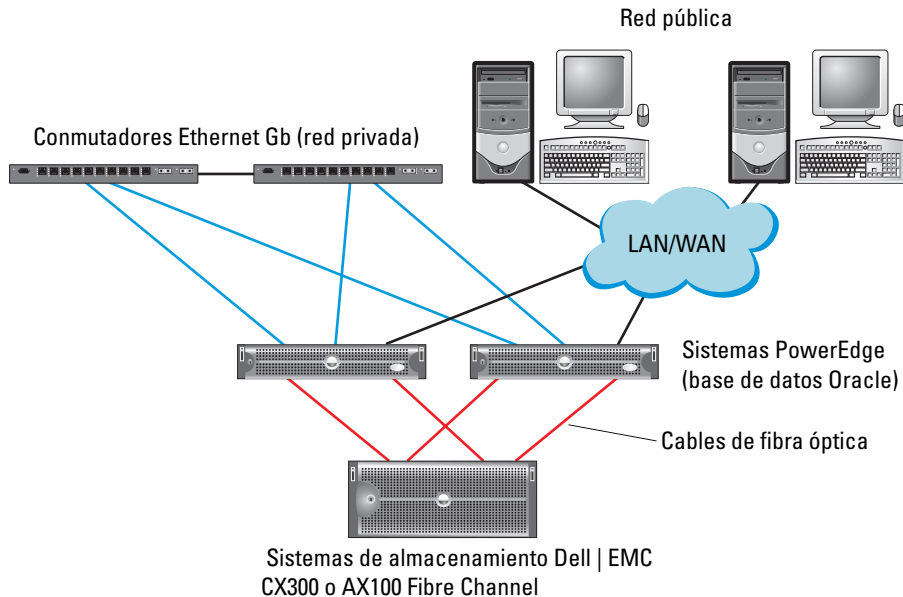 Red pública
Conmutadores Ethernet Gb (red privada)
LAN/WAN
Sistemas PowerEdge
(base de datos Oracle)
Cables de fibra óptica
Sistemas de almacenamiento Dell | EMC
CX300 o AX100 Fibre Channel